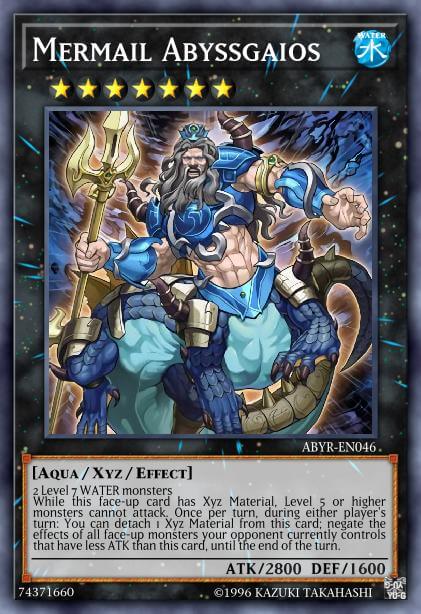 MERMAIL ABYSSGAIOS
WATER
水
ABYR-EN046
[AQUA / XYZ / EFFECT]
2 Level 7 WATER monsters
While this face-up card has Xyz Material, Level 5 or higher
monsters cannot attack. Once per turn, during either player's
turn: You can detach 1 Xyz Material from this card; negate the
effects of all face-up monsters your opponent currently controls
that have less ATK than this card, until the end of the turn.
ATK/2800 DEF/1600
74371660
©1996 KAZUKI TAKAHASHI